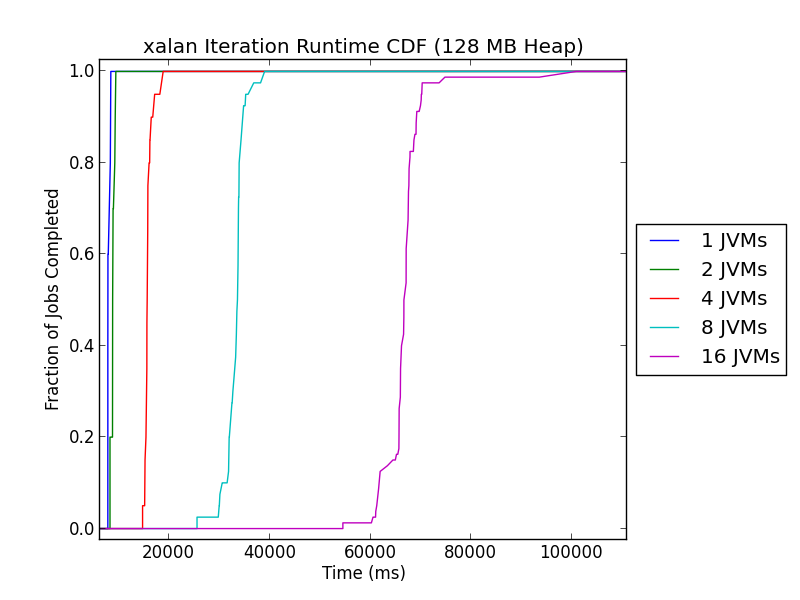 xalan Iteration Runtime CDF (128 MB Heap)
Fraction of Jobs Completed
1.0
0.8
0.6
0.4
0.2
0.0
20000
40000
60000
80000
100000
Time (ms)
1 JVMs
2 JVMs
4 JVMs
8 JVMs
16 JVMs